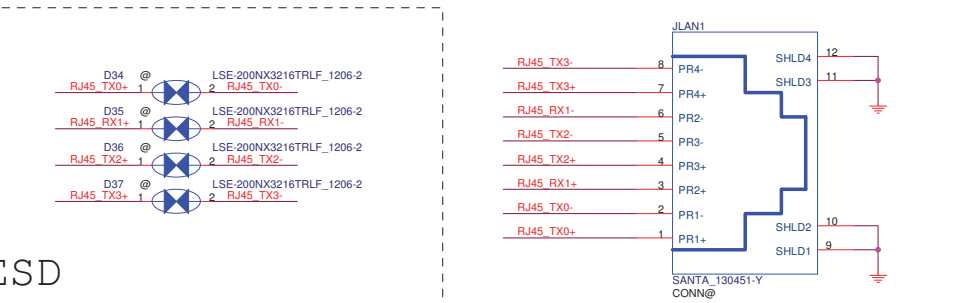 D34 @ LSE-200NX3216TRLF_1206-2
RJ45_TX0+ 1 2 RJ45_TX0-
D35 @ LSE-200NX3216TRLF_1206-2
RJ45_RX1+ 1 2 RJ45_RX1-
D36 @ LSE-200NX3216TRLF_1206-2
RJ45_TX2+ 1 2 RJ45_TX2-
D37 @ LSE-200NX3216TRLF_1206-2
RJ45_TX3+ 1 2 RJ45_TX3-
ESD
JLAN1
RJ45_TX3- 8 PR4- SHLD4 12
RJ45_TX3+ 7 PR4+ SHLD3 11
RJ45_RX1- 6 PR2-
RJ45_TX2- 5 PR3-
RJ45_TX2+ 4 PR3+
RJ45_RX1+ 3 PR2+
RJ45_TX0- 2 PR1- SHLD2 10
RJ45_TX0+ 1 PR1+ SHLD1 9
SANTA_130451-Y
CONN@